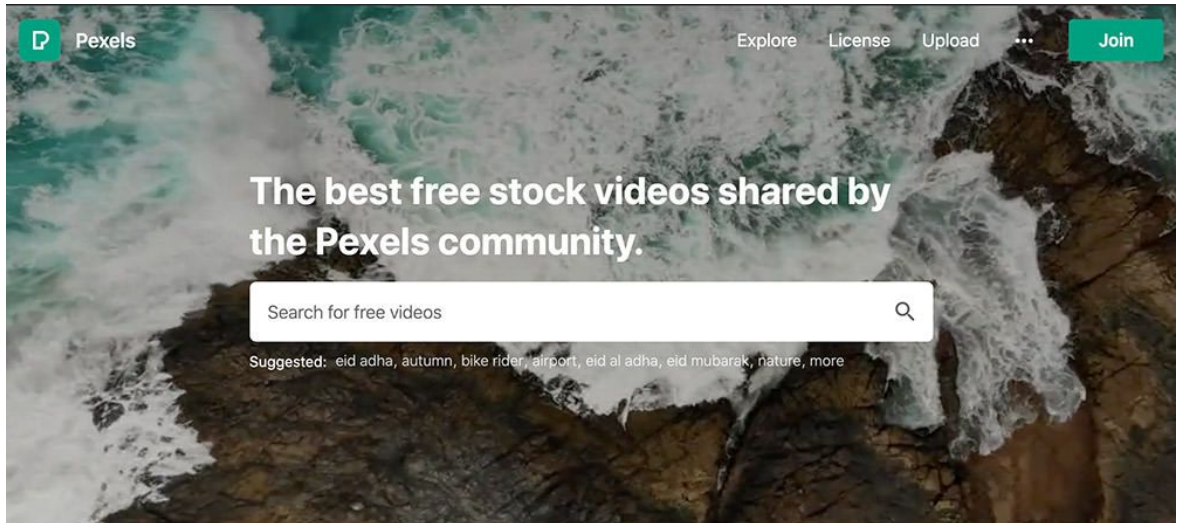 Pexels
Explore License Upload ••• Join
The best free stock videos shared by
the Pexels community.
Search for free videos
Suggested: eid adha, autumn, bike rider, airport, eid al adha, eid mubarak, nature, more